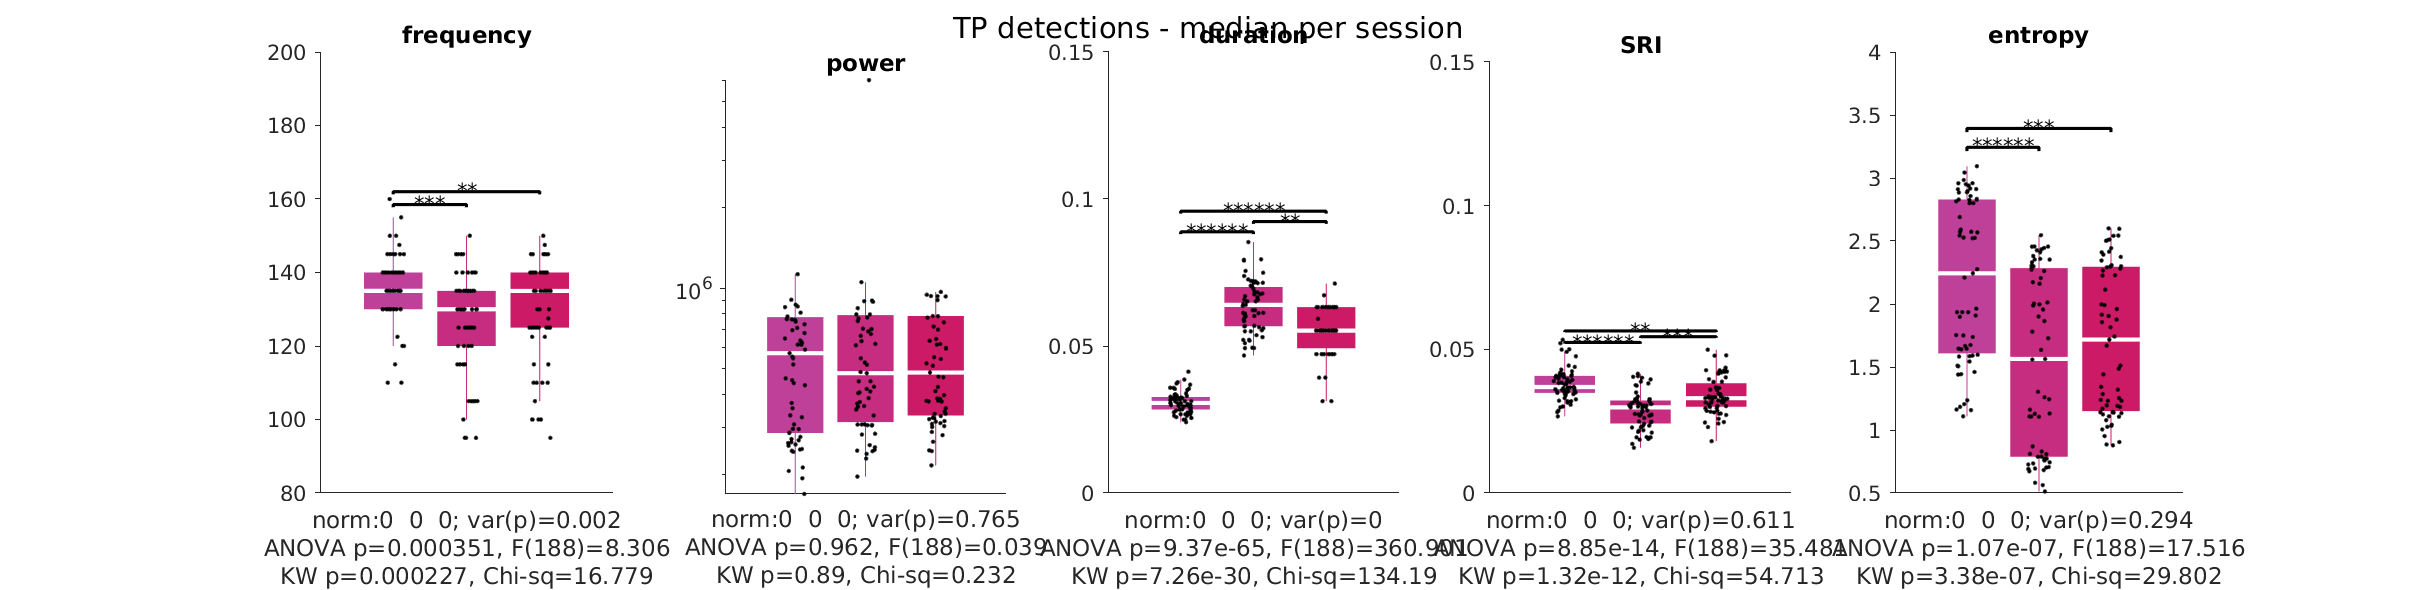 TP detections - median per session
frequency
200
180
160
140
120
100
80
**
***
norm:0 0 0; var(p)=0.002
ANOVA p=0.000351, F(188)=8.306
KW p=0.000227, Chi-sq=16.779
power
10^6
norm:0 0 0; var(p)=0.765
ANOVA p=0.962, F(188)=0.039
KW p=0.89, Chi-sq=0.232
duration
0.15
0.1
0.05
0
******
**
******
norm:0 0 0; var(p)=0
ANOVA p=9.37e-65, F(188)=360.901
KW p=7.26e-30, Chi-sq=134.19
SRI
0.15
0.1
0.05
0
**
***
******
norm:0 0 0; var(p)=0.611
ANOVA p=8.85e-14, F(188)=35.481
KW p=1.32e-12, Chi-sq=54.713
entropy
4
3.5
3
2.5
2
1.5
1
0.5
***
******
norm:0 0 0; var(p)=0.294
ANOVA p=1.07e-07, F(188)=17.516
KW p=3.38e-07, Chi-sq=29.802